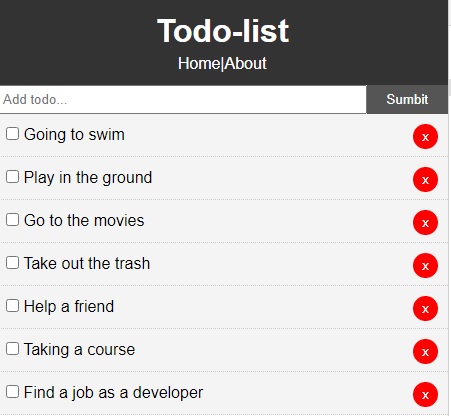 Todo-list
Home|About
Add todo... Sumbit
Going to swim x
Play in the ground x
Go to the movies x
Take out the trash x
Help a friend x
Taking a course x
Find a job as a developer x